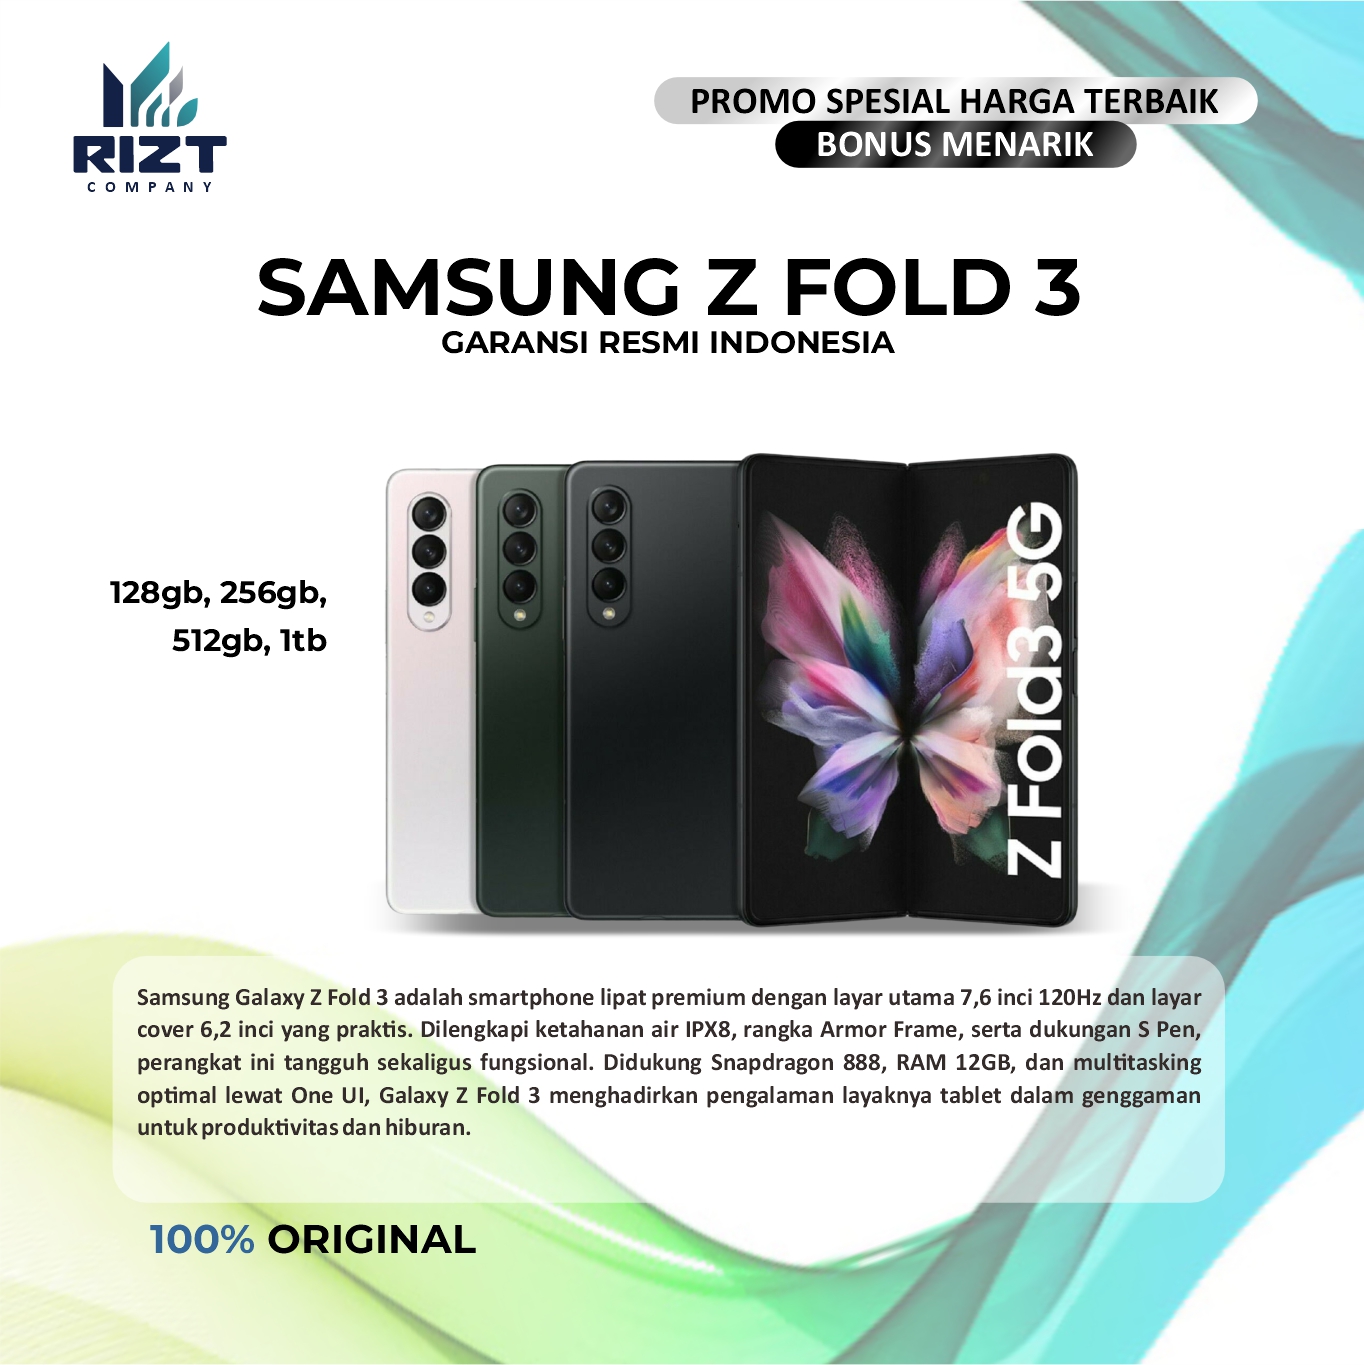 RIZT
COMPANY
PROMO SPESIAL HARGA TERBAIK
BONUS MENARIK
SAMSUNG Z FOLD 3
GARANSI RESMI INDONESIA
128gb, 256gb,
512gb, 1tb
Z Fold3 5G
Samsung Galaxy Z Fold 3 adalah smartphone lipat premium dengan layar utama 7,6 inci 120Hz dan layar
cover 6,2 inci yang praktis. Dilengkapi ketahanan air IPX8, rangka Armor Frame, serta dukungan S Pen,
perangkat ini tangguh sekaligus fungsional. Didukung Snapdragon 888, RAM 12GB, dan multitasking
optimal lewat One UI, Galaxy Z Fold 3 menghadirkan pengalaman layaknya tablet dalam genggaman
untuk produktivitas dan hiburan.
100% ORIGINAL